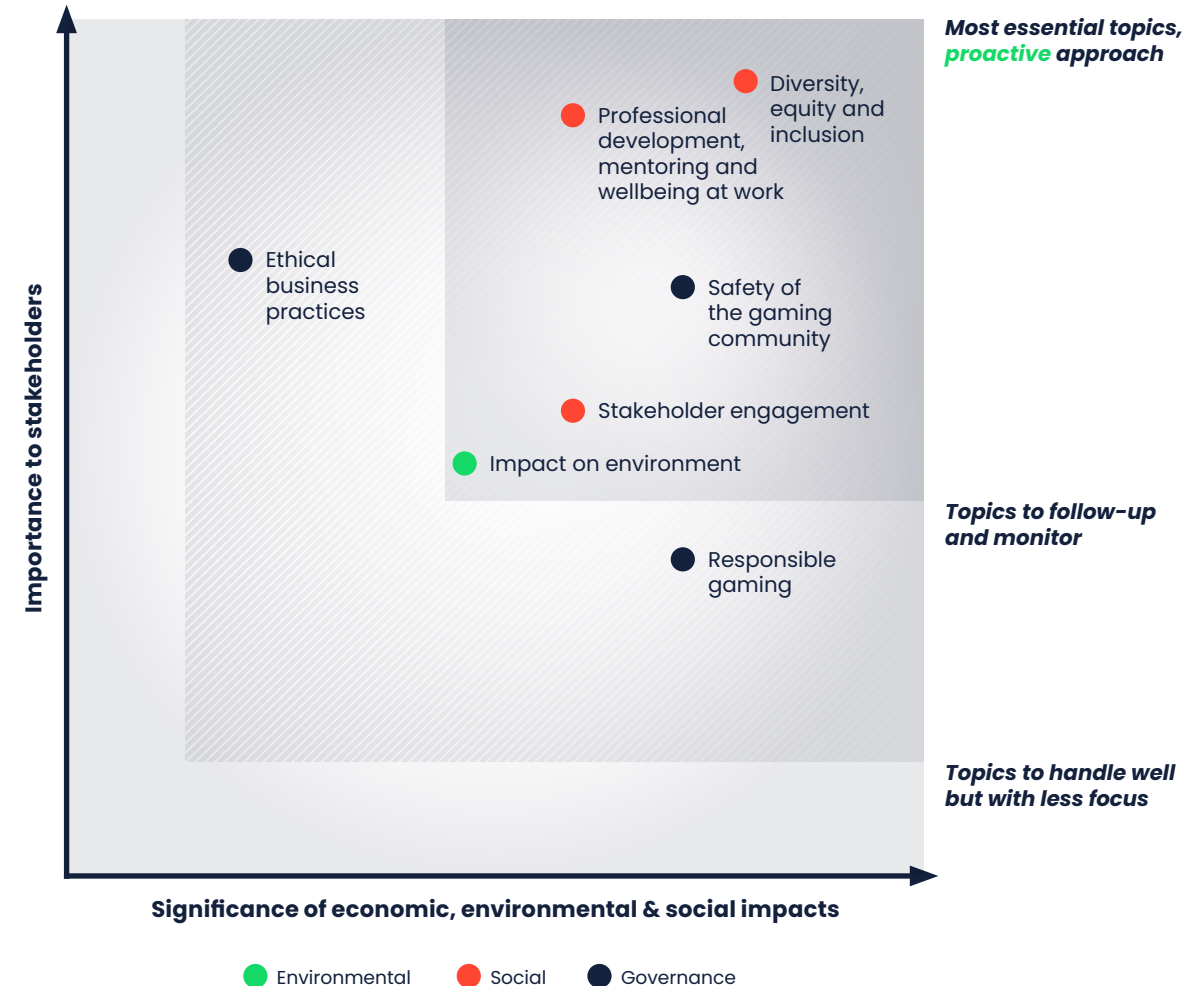 Most essential topics,
proactive approach
Diversity,
equity and
inclusion
Professional
development,
mentoring and
wellbeing at work
Ethical
business
practices
Safety of
the gaming
community
Importance to stakeholders
Stakeholder engagement
Impact on environment
Topics to follow-up
and monitor
Responsible
gaming
Topics to handle well
but with less focus
Significance of economic, environmental & social impacts
Environmental
Social
Governance